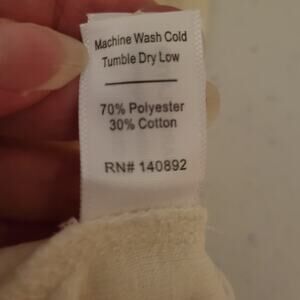 Machine Wash Cold
Tumble Dry Low
70% Polyester
30% Cotton
RN# 140892